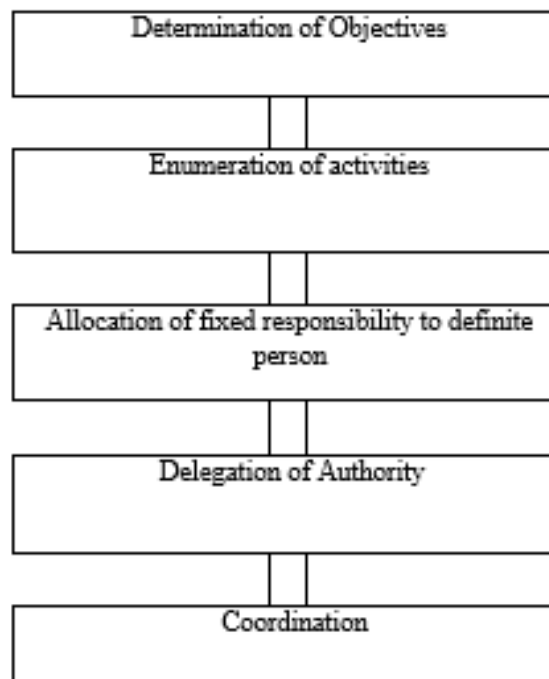 Determination of Objectives
Enumeration of activities
Allocation of fixed responsibility to definite
person
Delegation of Authority
Coordination